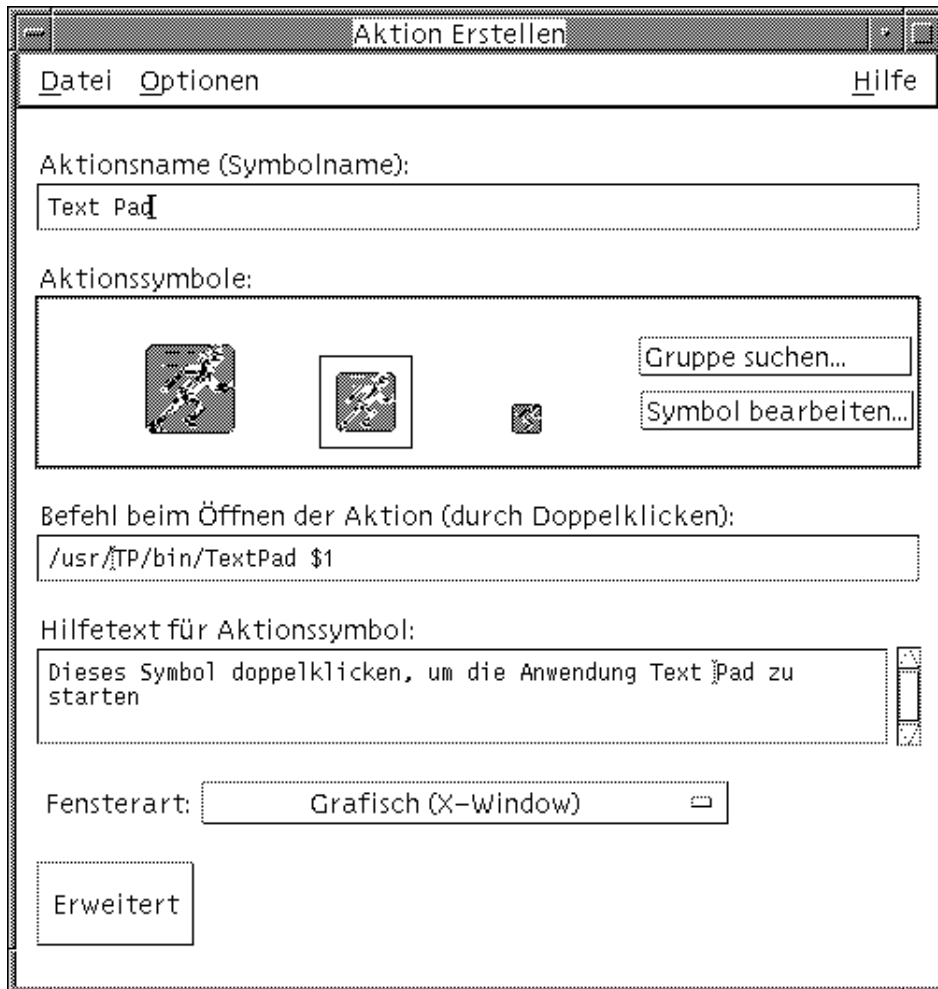 Aktion Erstellen
Datei Optionen Hilfe
Aktionsname (Symbolname):
Text Pad
Aktionssymbole:
Gruppe suchen...
Symbol bearbeiten...
Befehl beim Öffnen der Aktion (durch Doppelklicken):
/usr/TP/bin/TextPad $1
Hilfetext für Aktionssymbol:
Dieses Symbol doppelklicken, um die Anwendung Text Pad zu
starten
Fensterart: Grafisch (X-Window)
Erweitert